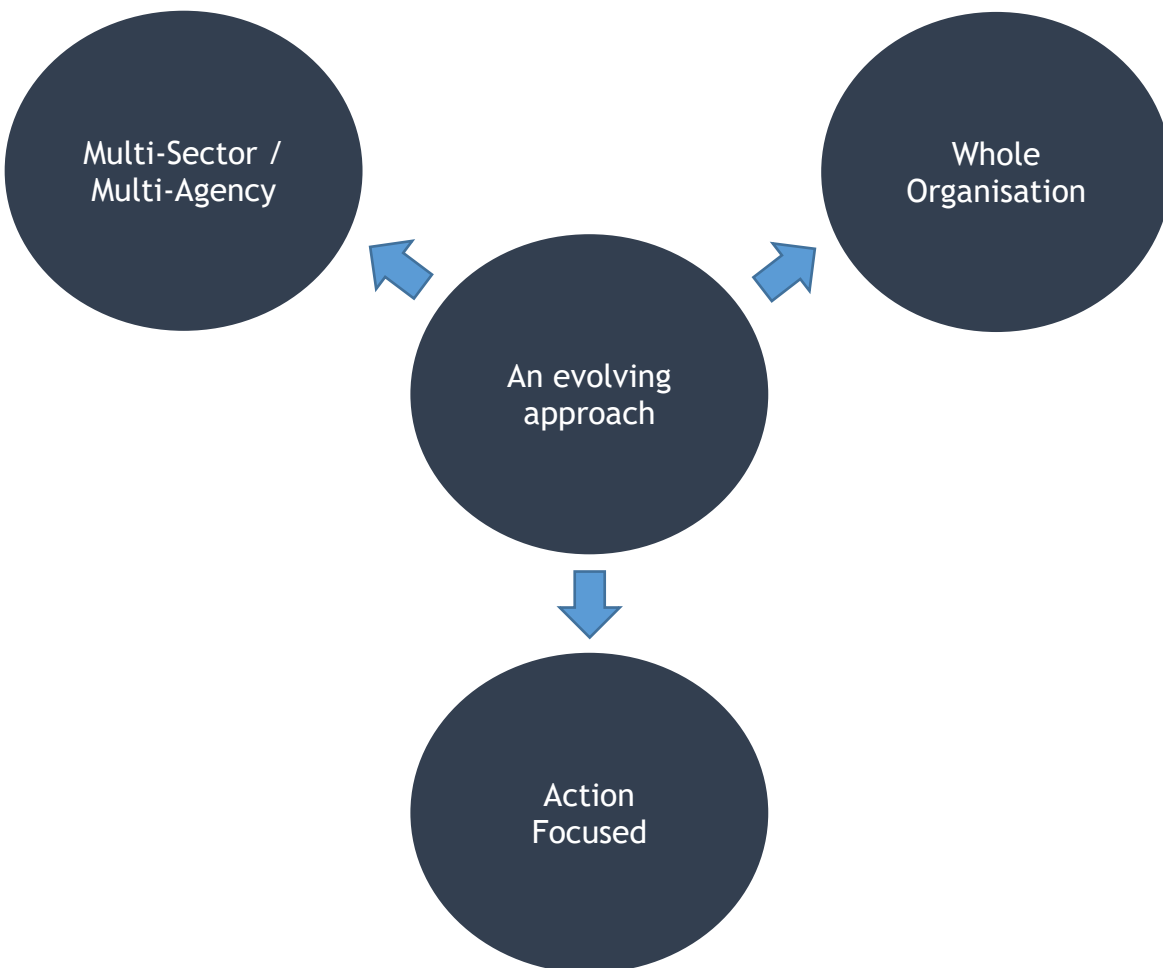 Multi-Sector /
Multi-Agency
Whole
Organisation
An evolving
approach
Action
Focused